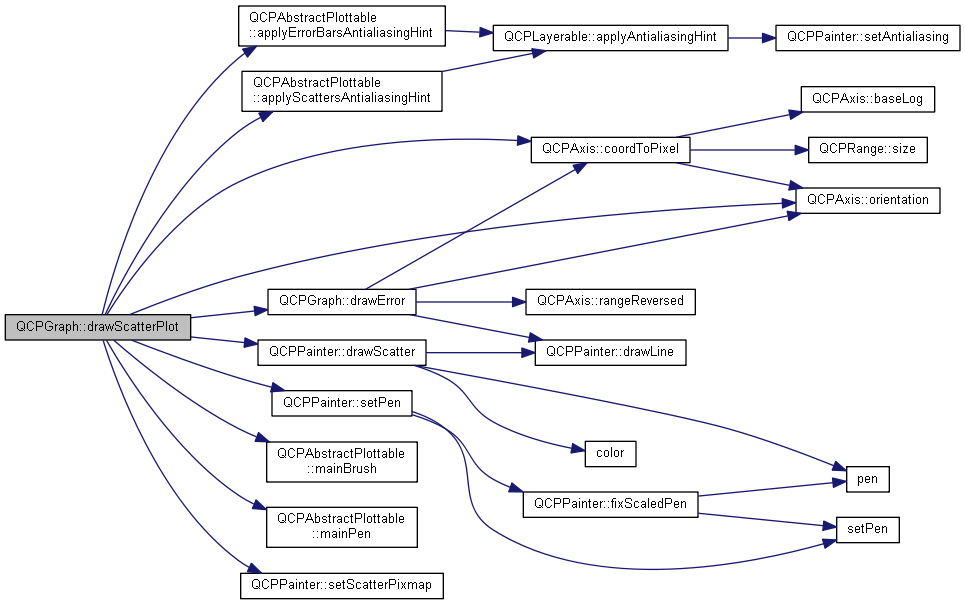 QCPAbstractPlottable
::applyErrorBarsAntialiasingHint
QCPLayerable::applyAntialiasingHint
QCPPainter::setAntialiasing
QCPAbstractPlottable
::applyScattersAntialiasingHint
QCPAxis::baseLog
QCPAxis::coordToPixel
QCPRange::size
QCPAxis::orientation
QCPGraph::drawError
QCPAxis::rangeReversed
QCPGraph::drawScatterPlot
QCPPainter::drawScatter
QCPPainter::drawLine
QCPPainter::setPen
color
QCPAbstractPlottable
::mainBrush
pen
QCPPainter::fixScaledPen
QCPAbstractPlottable
::mainPen
setPen
QCPPainter::setScatterPixmap